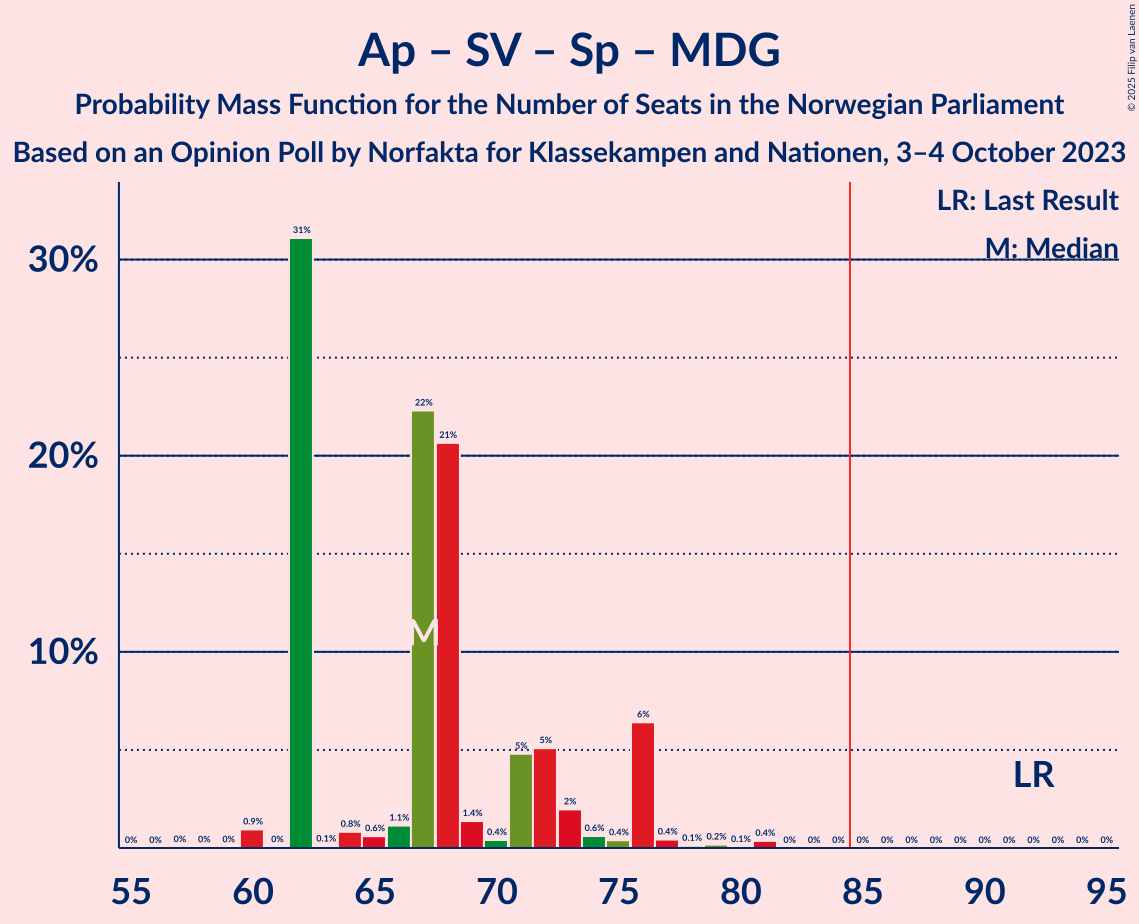 Ap – SV – Sp – MDG
Probability Mass Function for the Number of Seats in the Norwegian Parliament
Based on an Opinion Poll by Norfakta for Klassekampen and Nationen, 3–4 October 2023
© 2025 Filip van Laenen
LR: Last Result
M: Median
30%
20%
10%
0% 0% 0% 0% 0% 0.9% 0% 31% 0.1% 0.8% 0.6% 1.1% 22% 21% 1.4% 0.4% 5% 5% 2% 0.6% 0.4% 6% 0.4% 0.1% 0.2% 0.1% 0.4% 0% 0% 0% 0% 0% 0% 0% 0% 0% 0% 0% 0% 0% 0%
M
LR
55 60 65 70 75 80 85 90 95